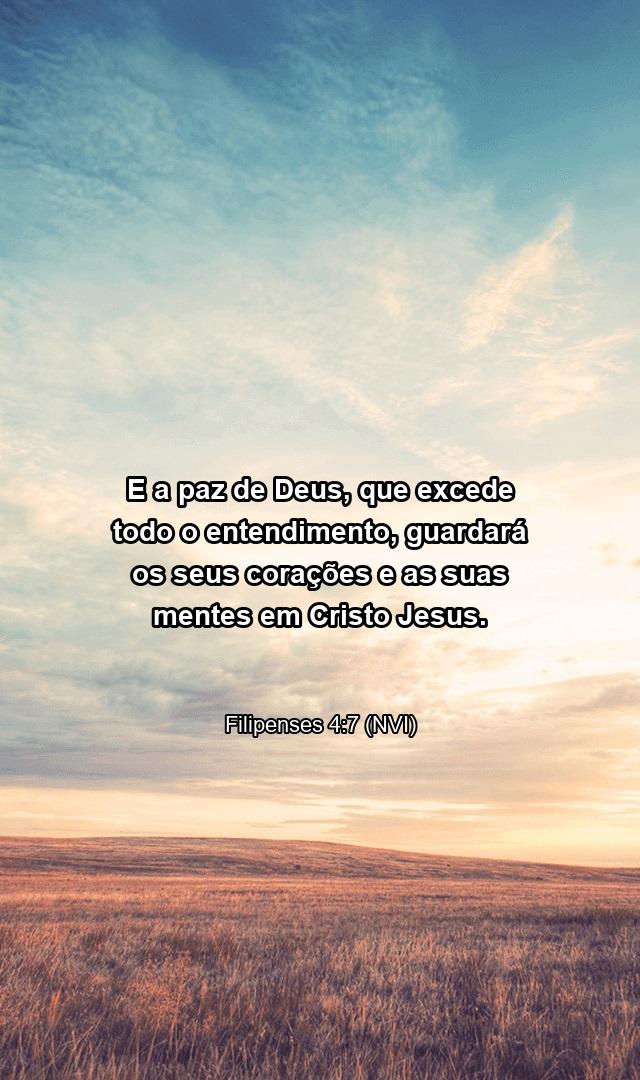 E a paz de Deus, que excede
todo o entendimento, guardará
os seus corações e as suas
mentes em Cristo Jesus.
Filipenses 4:7 (NVI)